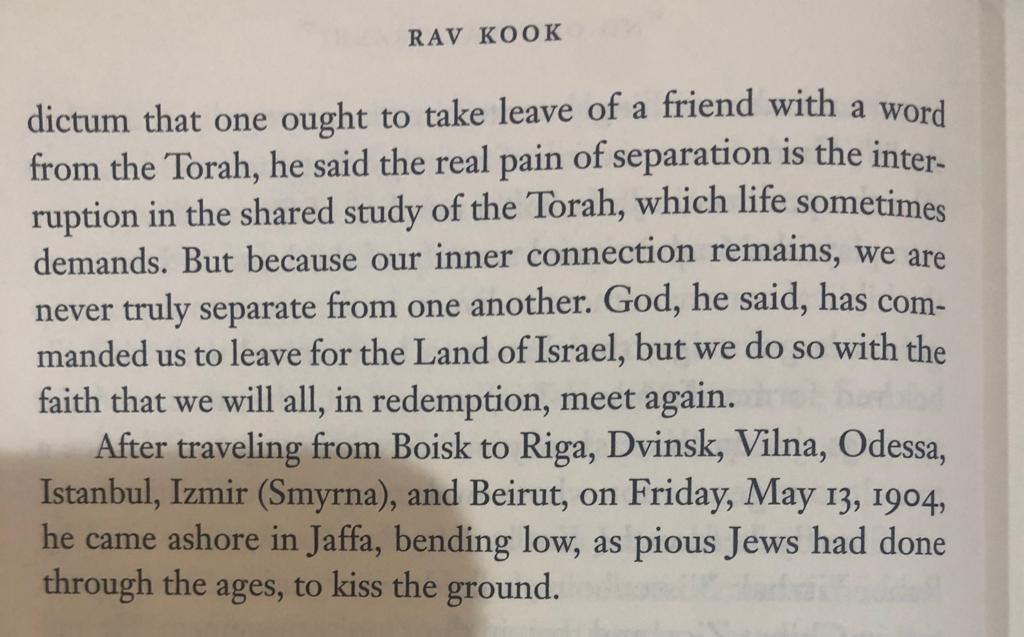 RAV KOOK
dictum that one ought to take leave of a friend with a word
from the Torah, he said the real pain of separation is the inter-
ruption in the shared study of the Torah, which life sometimes
demands. But because our inner connection remains, we are
never truly separate from one another. God, he said, has com-
manded us to leave for the Land of Israel, but we do so with the
faith that we will all, in redemption, meet again.
After traveling from Boisk to Riga, Dvinsk, Vilna, Odessa,
Istanbul, Izmir (Smyrna), and Beirut, on Friday, May 13, 1904,
he came ashore in Jaffa, bending low, as pious Jews had done
through the ages, to kiss the ground.